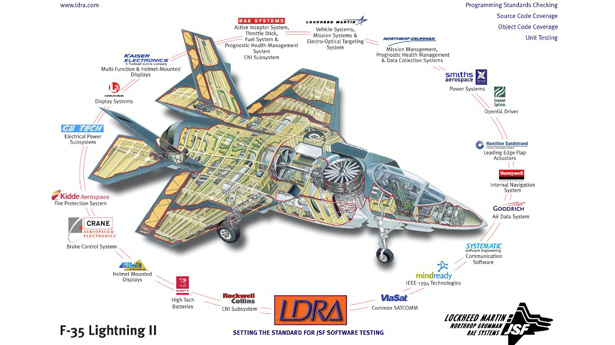 www.ldra.com
Programming Standards Checking
Source Code Coverage
Object Code Coverage
Unit Testing
BAE SYSTEMS
Active Inceptor System,
Throttle Stick,
Fuel System &
Prognostic Health Management
System
CNI Subsystem
LOCKHEED MARTIN
Vehicle Systems,
Mission Systems &
Electro-Optical Targeting
System
NORTHROP GRUMMAN
Mission Management,
Prognostic Health Management
& Data Collection Systems
KAISER
ELECTRONICS
A Rockwell Collins Company
Multi-Function & Helmet-Mounted
Displays
smiths
aerospace
Power Systems
Display Systems
OpenGL Driver
GE TECH
Electrical Power
Subsystems
Hamilton Sundstrand
Leading Edge Flap
Actuators
Honeywell
Internal Navigation
System
Kidde Aerospace
Fire Protection System
GOODRICH
Air Data System
CRANE
AEROSPACE &
ELECTRONICS
Brake Control System
SYSTEMATIC
software engineering
Communication
Software
Helmet Mounted
Displays
mindready
IEEE-1394 Technologies
SAFT
High Tech
Batteries
Rockwell
Collins
CNI Subsystem
LDRA
ViaSat
Common SATCOMM
F-35 Lightning II
SETTING THE STANDARD FOR JSF SOFTWARE TESTING
LOCKHEED MARTIN
NORTHROP GRUMMAN
BAE SYSTEMS
JSF